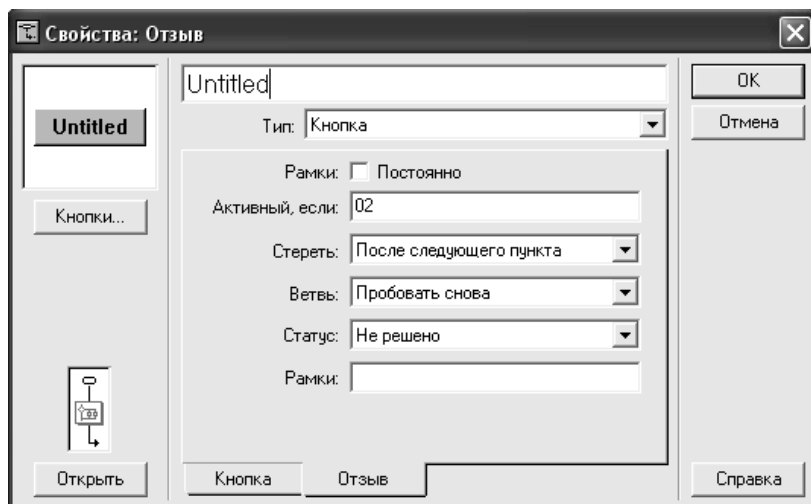 Свойства: Отзыв
Untitled
OK
Untitled
Тип: Кнопка
Отмена
Рамки: Постоянно
Кнопки...
Активный, если: 02
Стереть: После следующего пункта
Ветвь: Пробовать снова
Статус: Не решено
Рамки:
Открыть
Кнопка
Отзыв
Справка